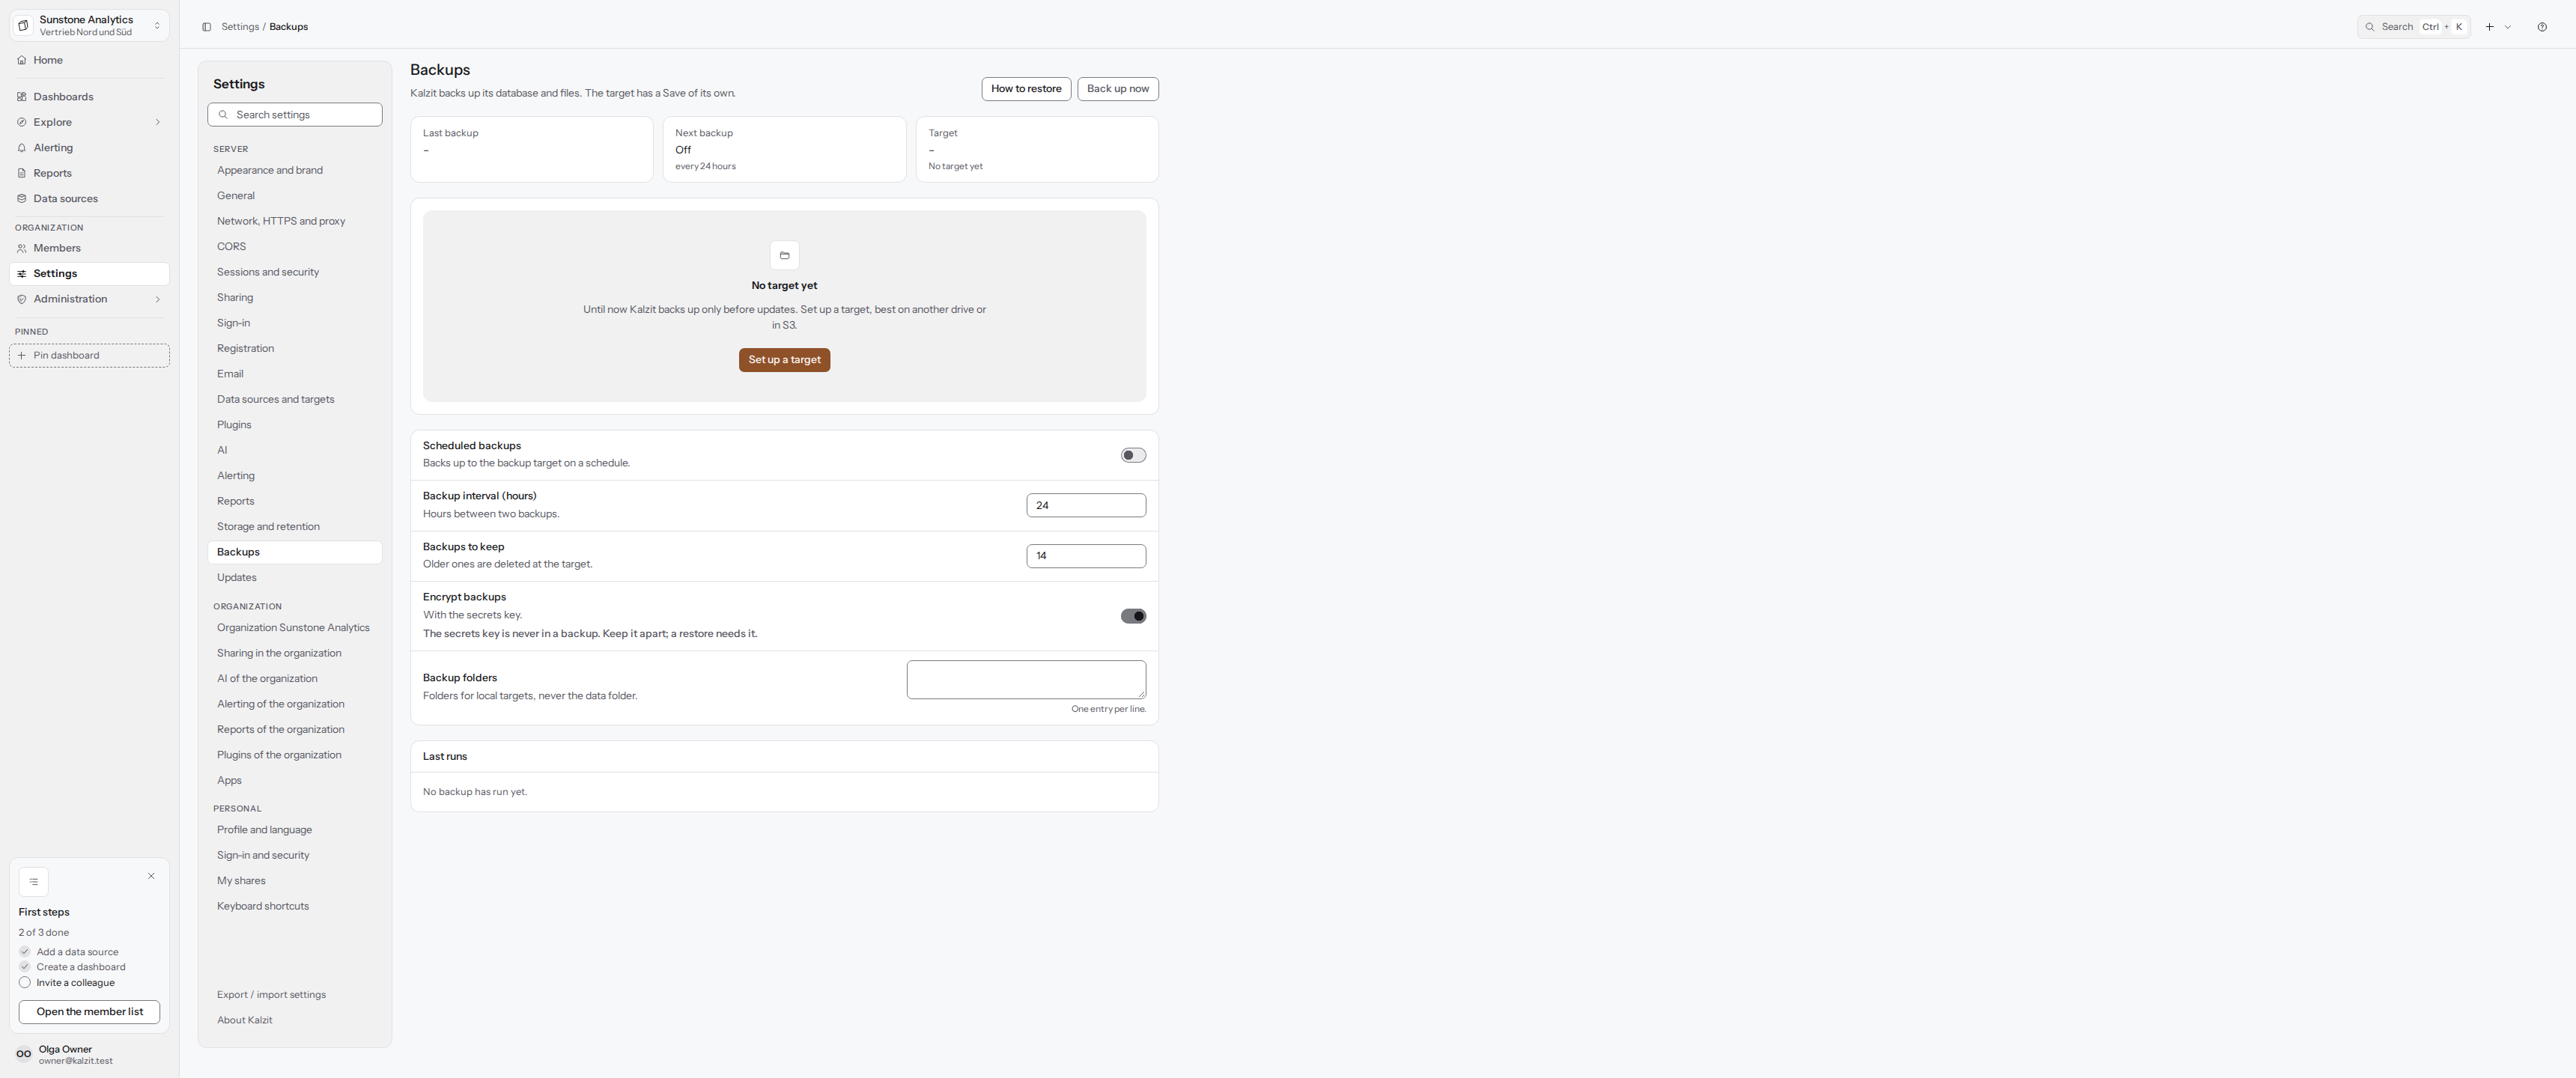 Sunstone Analytics
Vertrieb Nord und Süd
Home
Dashboards
Explore
Alerting
Reports
Data sources
ORGANIZATION
Members
Settings
Administration
PINNED
Pin dashboard
First steps
2 of 3 done
Add a data source
Create a dashboard
Invite a colleague
Open the member list
OO
Olga Owner
owner@kalzit.test
Settings / Backups
Search Ctrl + K
Settings
Search settings
SERVER
Appearance and brand
General
Network, HTTPS and proxy
CORS
Sessions and security
Sharing
Sign-in
Registration
Email
Data sources and targets
Plugins
AI
Alerting
Reports
Storage and retention
Backups
Updates
ORGANIZATION
Organization Sunstone Analytics
Sharing in the organization
AI of the organization
Alerting of the organization
Reports of the organization
Plugins of the organization
Apps
PERSONAL
Profile and language
Sign-in and security
My shares
Keyboard shortcuts
Export / import settings
About Kalzit
Backups
Kalzit backs up its database and files. The target has a Save of its own.
How to restore
Back up now
Last backup
–
Next backup
Off
every 24 hours
Target
–
No target yet
No target yet
Until now Kalzit backs up only before updates. Set up a target, best on another drive or
in S3.
Set up a target
Scheduled backups
Backs up to the backup target on a schedule.
Backup interval (hours)
Hours between two backups.
24
Backups to keep
Older ones are deleted at the target.
14
Encrypt backups
With the secrets key.
The secrets key is never in a backup. Keep it apart; a restore needs it.
Backup folders
Folders for local targets, never the data folder.
One entry per line.
Last runs
No backup has run yet.